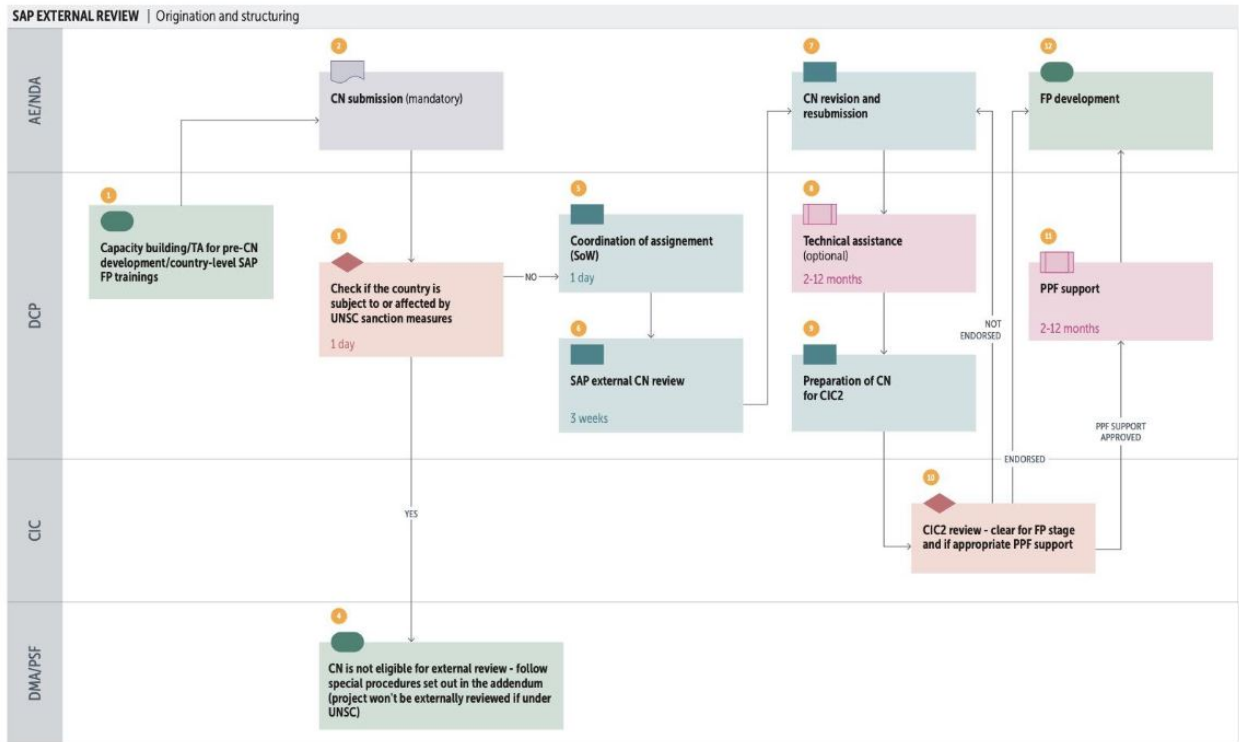 SAP EXTERNAL REVIEW | Origination and structuring
AE/NDA
2
CN submission (mandatory)
7
CN revision and
resubmission
12
FP development
DCP
1
Capacity building/TA for pre-CN
development/country-level SAP
FP trainings
3
Check if the country is
subject to or affected by
UNSC sanction measures
1 day
NO
5
Coordination of assignement
(SoW)
1 day
6
SAP external CN review
3 weeks
8
Technical assistance
(optional)
2-12 months
9
Preparation of CN
for CIC2
NOT
ENDORSED
11
PPF support
2-12 months
PPF SUPPORT
APPROVED
ENDORSED
CIC
YES
10
CIC2 review - clear for FP stage
and if appropriate PPF support
DMA/PSF
4
CN is not eligible for external review - follow
special procedures set out in the addendum
(project won't be externally reviewed if under
UNSC)